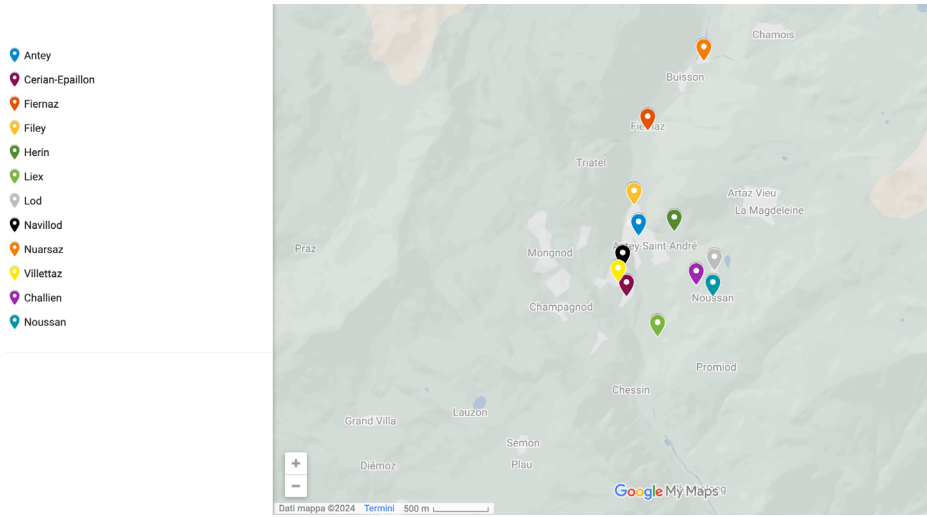 Antey
Cerian-Epaillon
Fiernaz
Filey
Herin
Liex
Lod
Navillod
Nuarsaz
Villettaz
Challien
Noussan
Chamois
Buisson
Fiernaz
Triatel
Artaz Vieu
La Magdeleine
Antey-Saint-André
Praz
Mongnod
Noussan
Champagnod
Promiod
Chessin
Lauzon
Grand Villa
Semon
Diémoz
Plau
+
−
Google My Maps
Dati mappa ©2024 Termini 500 m